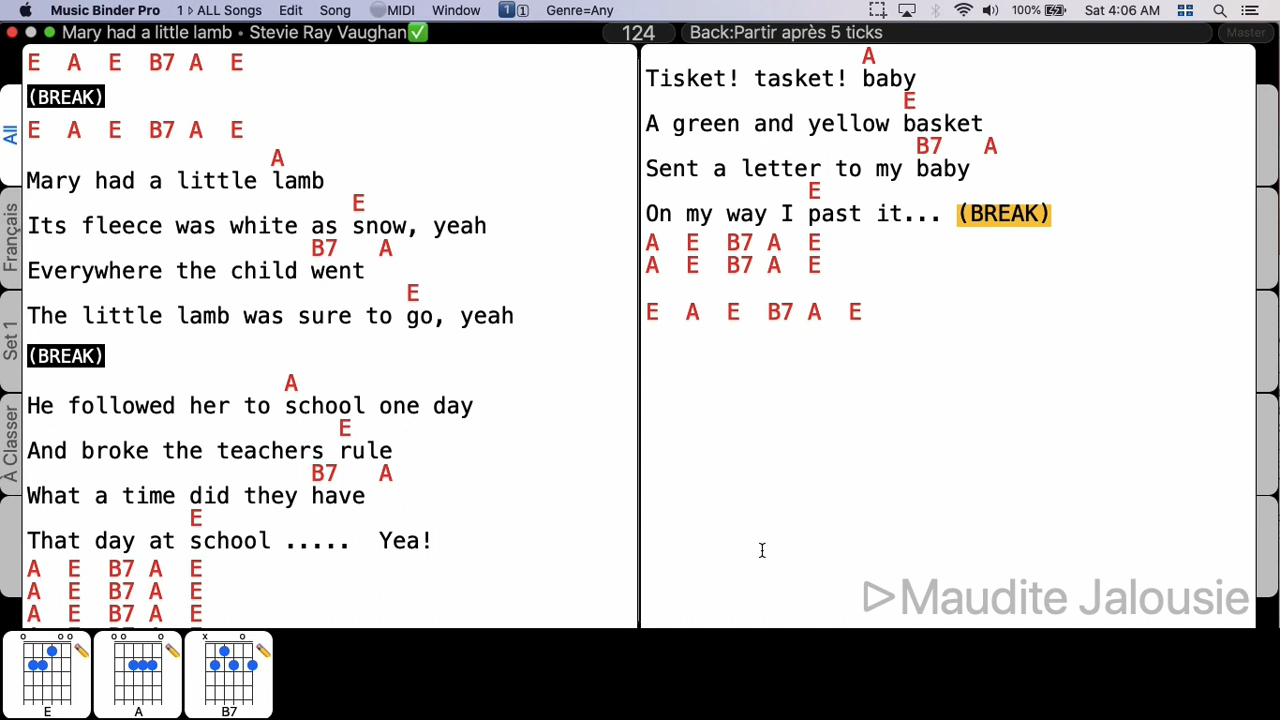 Music Binder Pro 1 ⩥ ALL Songs Edit Song MIDI Window 1 1 Genre=Any 100% Sat 4:06 AM
Mary had a little lamb • Stevie Ray Vaughan✅ 124 Back:Partir après 5 ticks Master
All
Français
Set 1
A Classer
E A E B7 A E
(BREAK)
E A E B7 A E
A
Mary had a little lamb
E
Its fleece was white as snow, yeah
B7 A
Everywhere the child went
E
The little lamb was sure to go, yeah
(BREAK)
A
He followed her to school one day
E
And broke the teachers rule
B7 A
What a time did they have
E
That day at school ..... Yea!
A E B7 A E
A E B7 A E
A E B7 A E
A
Tisket! tasket! baby
E
A green and yellow basket
B7 A
Sent a letter to my baby
E
On my way I past it... (BREAK)
A E B7 A E
A E B7 A E
E A E B7 A E
▷Maudite Jalousie
o o o
E
o o o
A
x o
B7